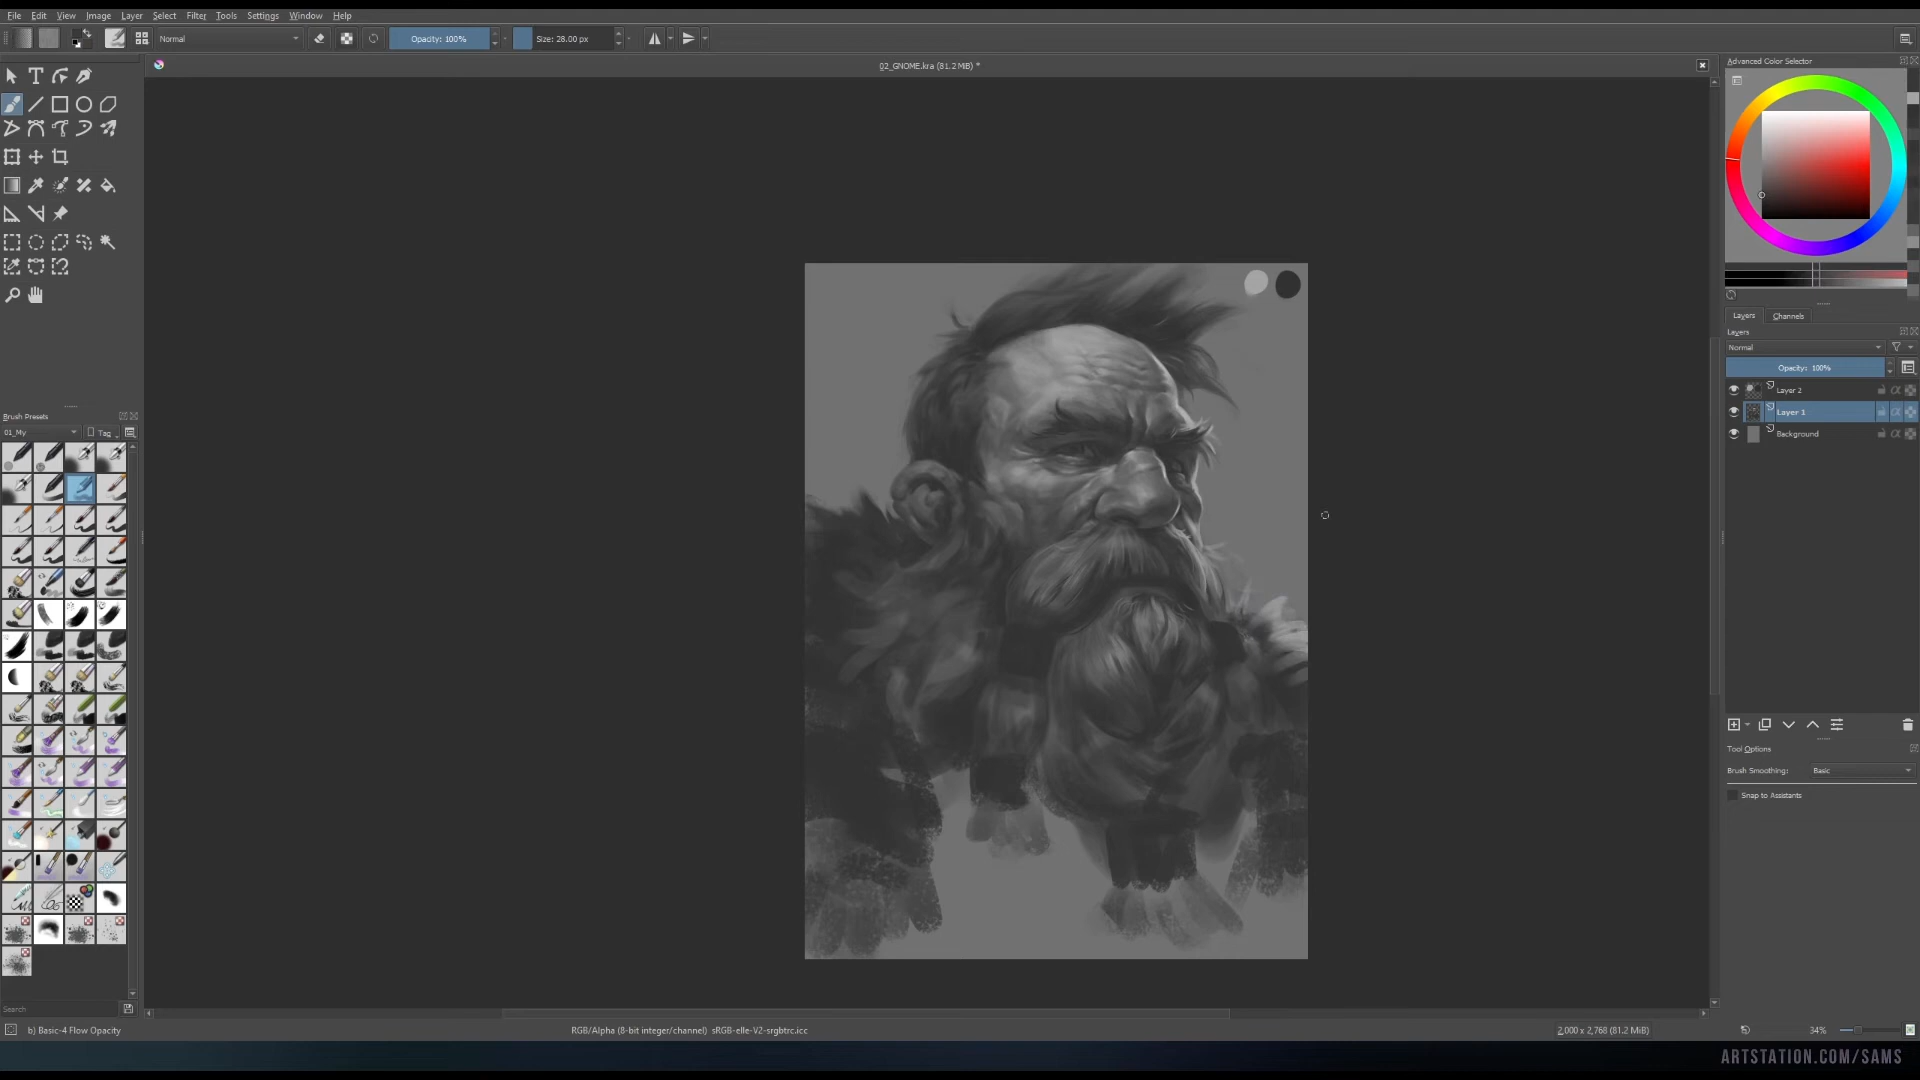 File Edit View Image Layer Select Filter Tools Settings Window Help
Normal Opacity: 100% Size: 28.00 px
02_GNOME.kra (81.2 MiB) *
Advanced Color Selector
Layers Channels
Layers
Normal
Opacity: 100%
Layer 2
Layer 1
Background
Brush Presets
01_My Tag
Tool Options
Brush Smoothing: Basic
Snap to Assistants
Search
b) Basic-4 Flow Opacity RGB/Alpha (8-bit integer/channel) sRGB-elle-V2-srgbtrc.icc 2,000 x 2,768 (81.2 MiB) 34%
ARTSTATION.COM/SAMS